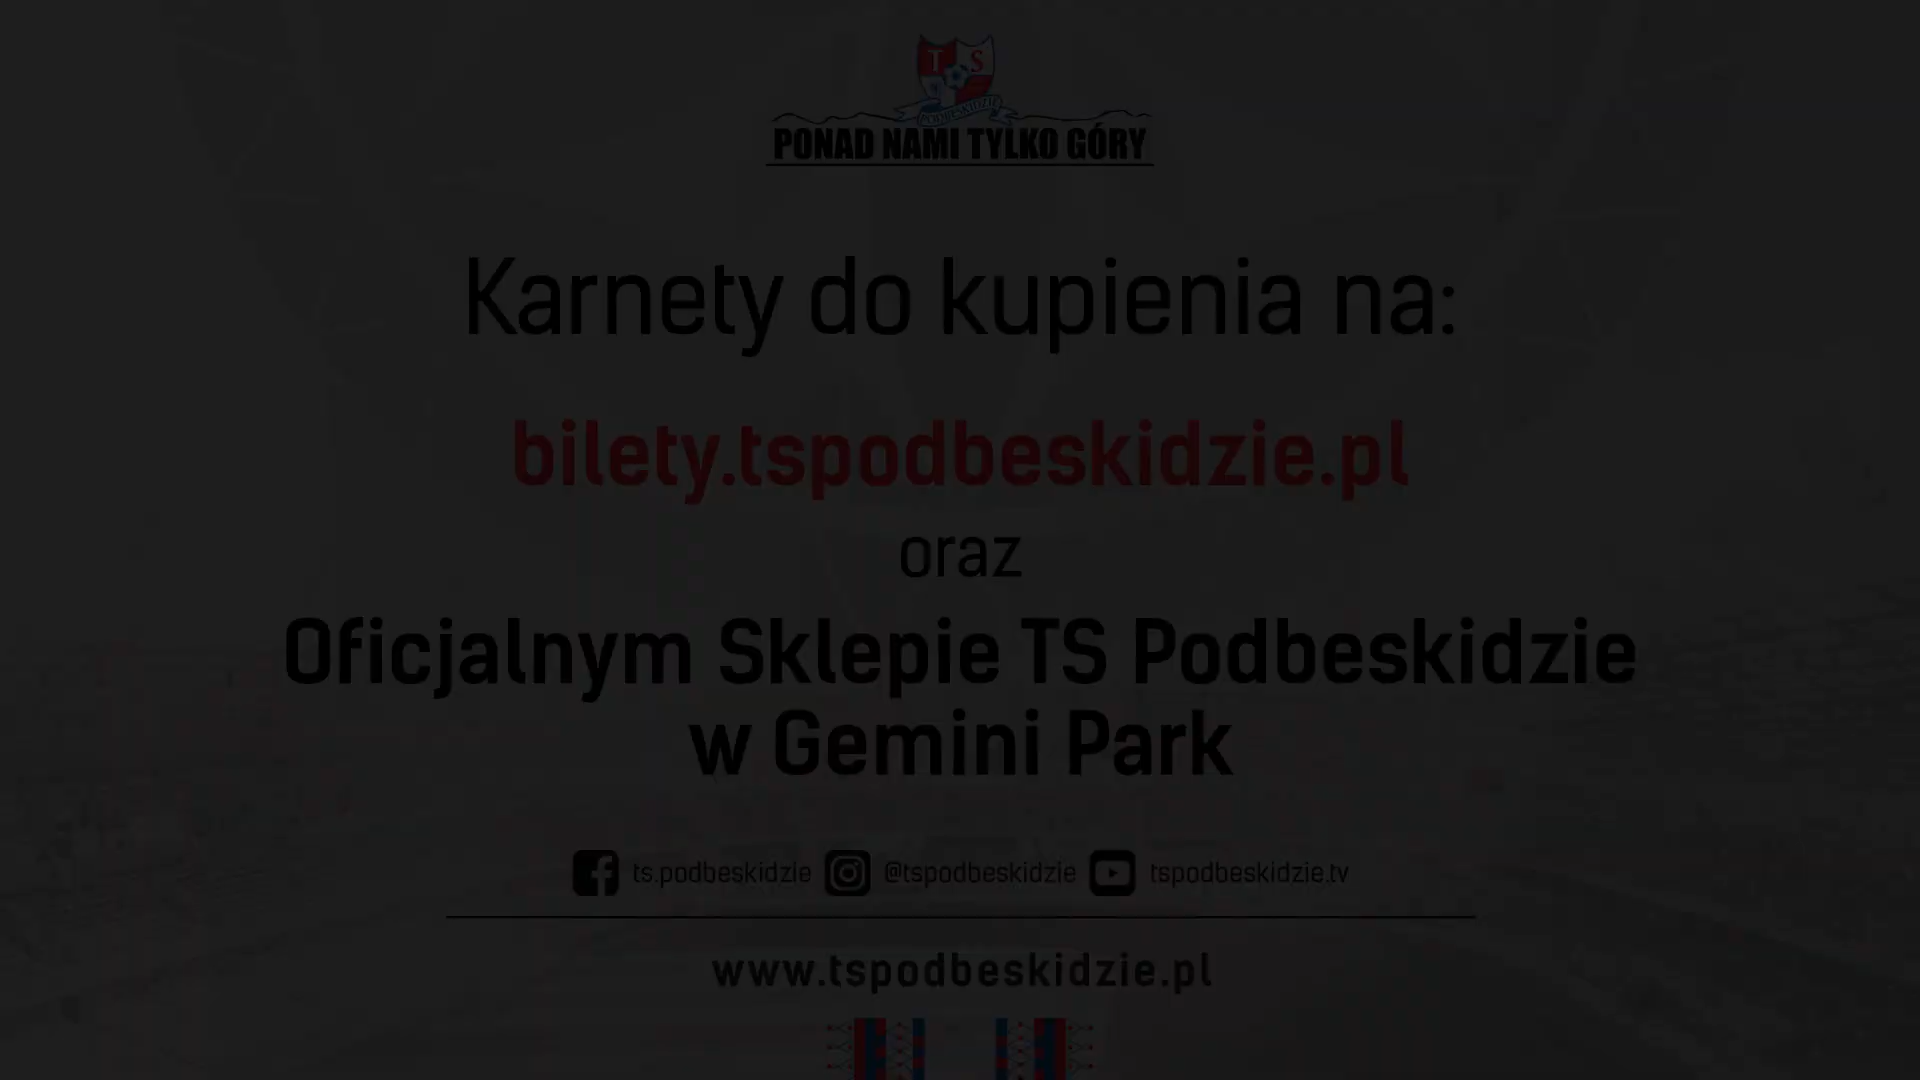 T S
PODBESKIDZIE
PONAD NAMI TYLKO GÓRY
Karnety do kupienia na:
bilety.tspodbeskidzie.pl
oraz
Oficjalnym Sklepie TS Podbeskidzie
w Gemini Park
ts.podbeskidzie @tspodbeskidzie tspodbeskidzie.tv
www.tspodbeskidzie.pl